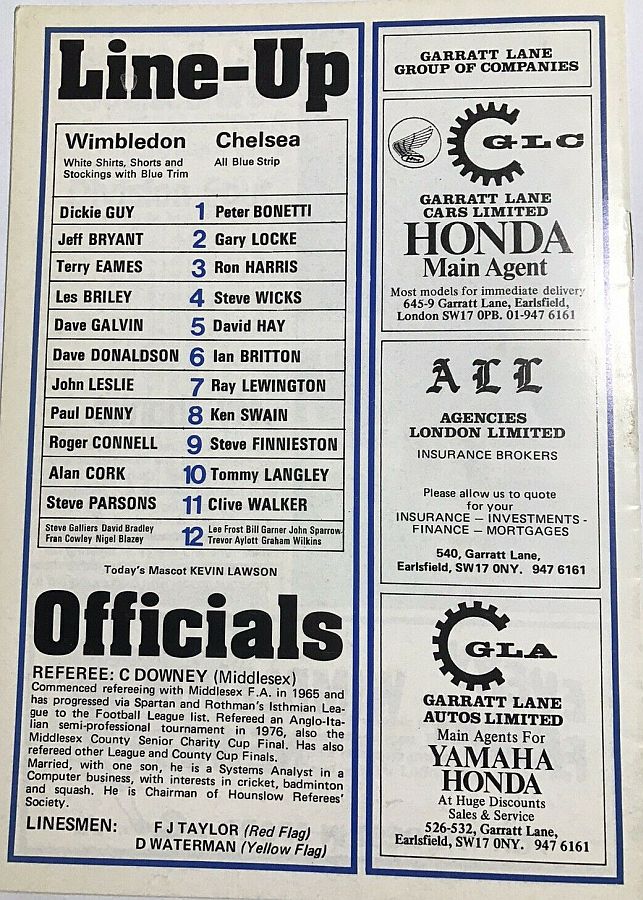 Line-Up
Wimbledon Chelsea
White Shirts, Shorts and All Blue Strip
Stockings with Blue Trim
Dickie GUY 1 Peter BONETTI
Jeff BRYANT 2 Gary LOCKE
Terry EAMES 3 Ron HARRIS
Les BRILEY 4 Steve WICKS
Dave GALVIN 5 David HAY
Dave DONALDSON 6 Ian BRITTON
John LESLIE 7 Ray LEWINGTON
Paul DENNY 8 Ken SWAIN
Roger CONNELL 9 Steve FINNIESTON
Alan CORK 10 Tommy LANGLEY
Steve PARSONS 11 Clive WALKER
Steve Galliers David Bradley 12 Lee Frost Bill Garner John Sparrow
Fran Cowley Nigel Blazey Trevor Aylott Graham Wilkins
Today's Mascot KEVIN LAWSON
Officials
REFEREE: C DOWNEY (Middlesex)
Commenced refereeing with Middlesex F.A. in 1965 and
has progressed via Spartan and Rothman's Isthmian Lea-
gue to the Football League list. Refereed an Anglo-Ita-
lian semi-professional tournament in 1976, also the
Middlesex County Senior Charity Cup Final. Has also
refereed other League and County Cup Finals.
Married, with one son, he is a Systems Analyst in a
Computer business, with interests in cricket, badminton
and squash. He is Chairman of Hounslow Referees'
Society.
LINESMEN: F J TAYLOR (Red Flag)
D WATERMAN (Yellow Flag)
GARRATT LANE
GROUP OF COMPANIES
GLC
GARRATT LANE
CARS LIMITED
HONDA
Main Agent
Most models for immediate delivery
645-9 Garratt Lane, Earlsfield,
London SW17 0PB. 01-947 6161
ALL
AGENCIES
LONDON LIMITED
INSURANCE BROKERS
Please allow us to quote
for your
INSURANCE – INVESTMENTS -
FINANCE – MORTGAGES
540, Garratt Lane,
Earlsfield, SW17 0NY. 947 6161
GLA
GARRATT LANE
AUTOS LIMITED
Main Agents For
YAMAHA
HONDA
At Huge Discounts
Sales & Service
526-532, Garratt Lane,
Earlsfield, SW17 0NY. 947 6161